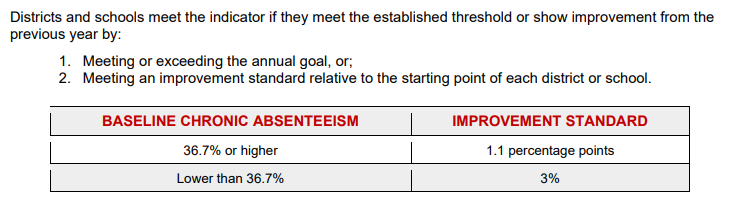 Districts and schools meet the indicator if they meet the established threshold or show improvement from the
previous year by:
1. Meeting or exceeding the annual goal, or;
2. Meeting an improvement standard relative to the starting point of each district or school.
BASELINE CHRONIC ABSENTEEISM IMPROVEMENT STANDARD
36.7% or higher 1.1 percentage points
Lower than 36.7% 3%